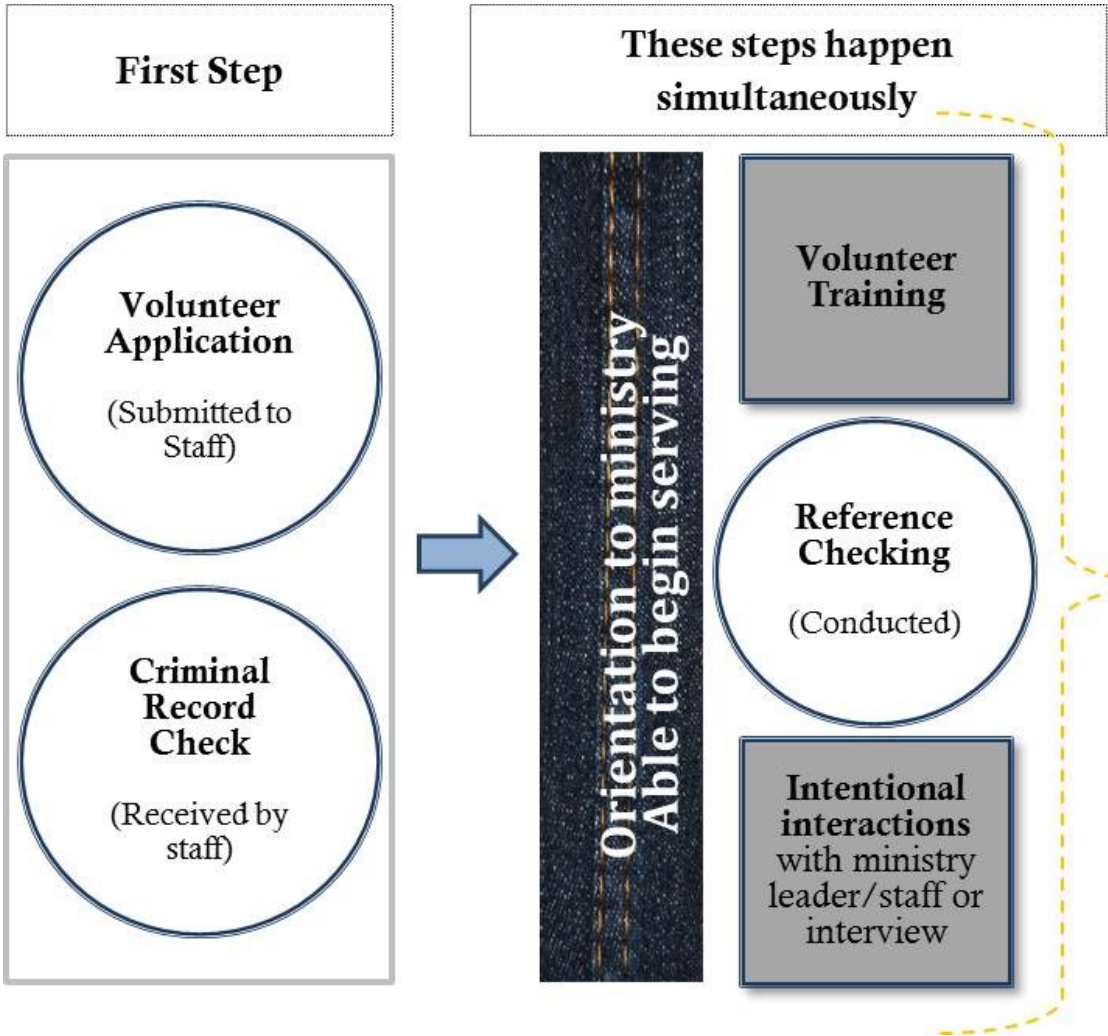 First Step
These steps happen
simultaneously
Volunteer
Application
(Submitted to
Staff)
Criminal
Record
Check
(Received by
staff)
Orientation to ministry
Able to begin serving
Volunteer
Training
Reference
Checking
(Conducted)
Intentional
interactions
with ministry
leader/staff or
interview